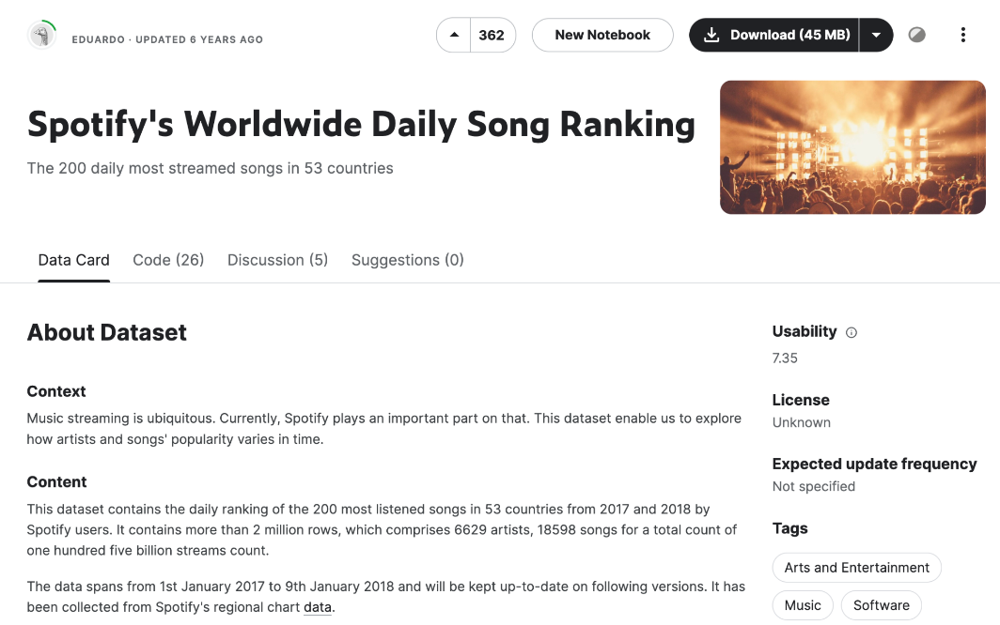 EDUARDO · UPDATED 6 YEARS AGO
362
New Notebook
Download (45 MB)
Spotify's Worldwide Daily Song Ranking
The 200 daily most streamed songs in 53 countries
Data Card
Code (26)
Discussion (5)
Suggestions (0)
About Dataset
Context
Music streaming is ubiquitous. Currently, Spotify plays an important part on that. This dataset enable us to explore
how artists and songs' popularity varies in time.
Content
This dataset contains the daily ranking of the 200 most listened songs in 53 countries from 2017 and 2018 by
Spotify users. It contains more than 2 million rows, which comprises 6629 artists, 18598 songs for a total count of
one hundred five billion streams count.
The data spans from 1st January 2017 to 9th January 2018 and will be kept up-to-date on following versions. It has
been collected from Spotify's regional chart data.
Usability
7.35
License
Unknown
Expected update frequency
Not specified
Tags
Arts and Entertainment
Music
Software